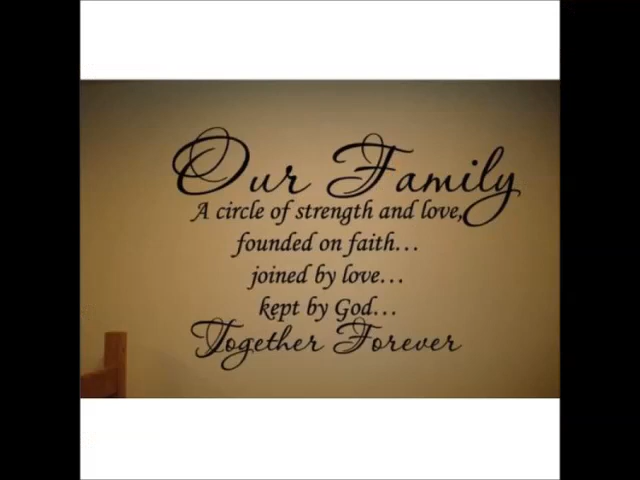 Our Family
A circle of strength and love,
founded on faith...
joined by love...
kept by God...
Together Forever